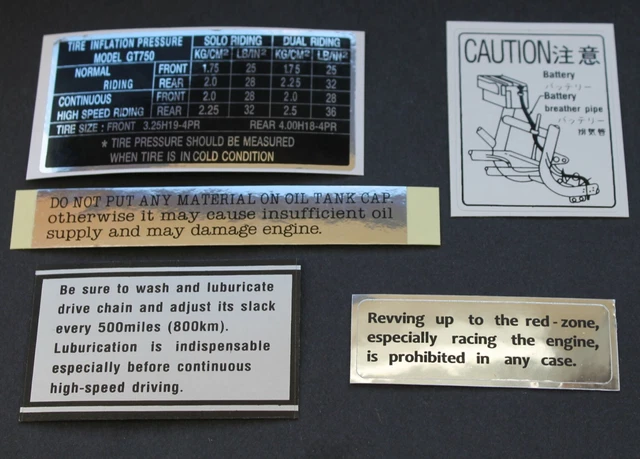 TIRE INFLATION PRESSURE SOLO RIDING DUAL RIDING
MODEL GT750 KG/CM² LB/IN² KG/CM² LB/IN²
NORMAL RIDING FRONT 1.75 25 1.75 25
REAR 2.0 28 2.25 32
CONTINUOUS HIGH SPEED RIDING FRONT 2.0 28 2.0 28
REAR 2.25 32 2.5 36
TIRE SIZE : FRONT 3.25H19-4PR REAR 4.00H18-4PR
★ TIRE PRESSURE SHOULD BE MEASURED
WHEN TIRE IS IN COLD CONDITION
CAUTION注意
Battery
バッテリー
Battery
breather pipe
バッテリー
DO NOT PUT ANY MATERIAL ON OIL TANK CAP.
otherwise it may cause insufficient oil
supply and may damage engine.
Be sure to wash and luburicate
drive chain and adjust its slack
every 500miles (800km).
Luburication is indispensable
especially before continuous
high-speed driving.
Revving up to the red-zone,
especially racing the engine,
is prohibited in any case.